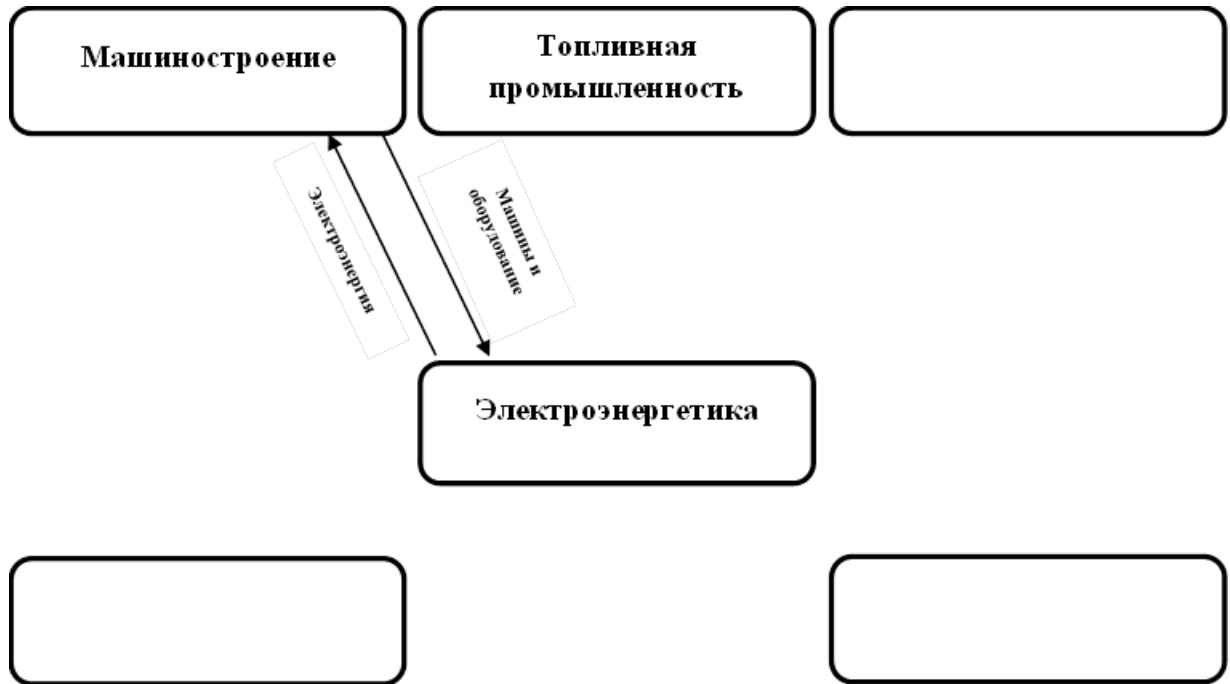 Машиностроение
Топливная
промышленность
Электроэнергия
Машины и
оборудование
Электроэнергетика